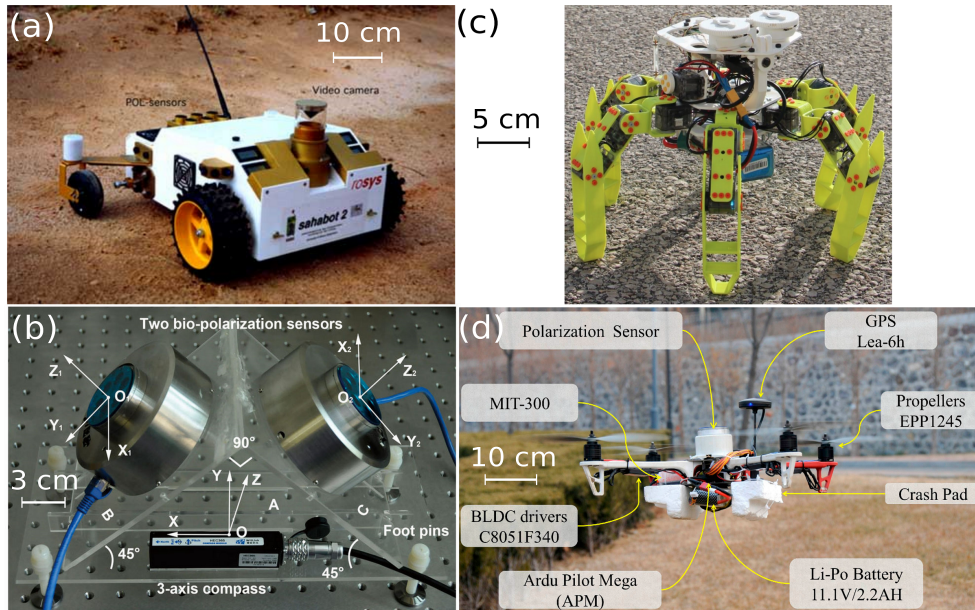 (a)
10 cm
POL-sensors
Video camera
rosys
sahabot 2
(c)
5 cm
(b)
Two bio-polarization sensors
X2
Z1
Z2
O1
O2
Y1
X1
Y2
90°
3 cm
Y
Z
A
B
C
X
O
Foot pins
45°
45°
3-axis compass
(d)
Polarization Sensor
GPS
Lea-6h
MIT-300
Propellers
EPP1245
10 cm
Crash Pad
BLDC drivers
C8051F340
Ardu Pilot Mega
(APM)
Li-Po Battery
11.1V/2.2AH